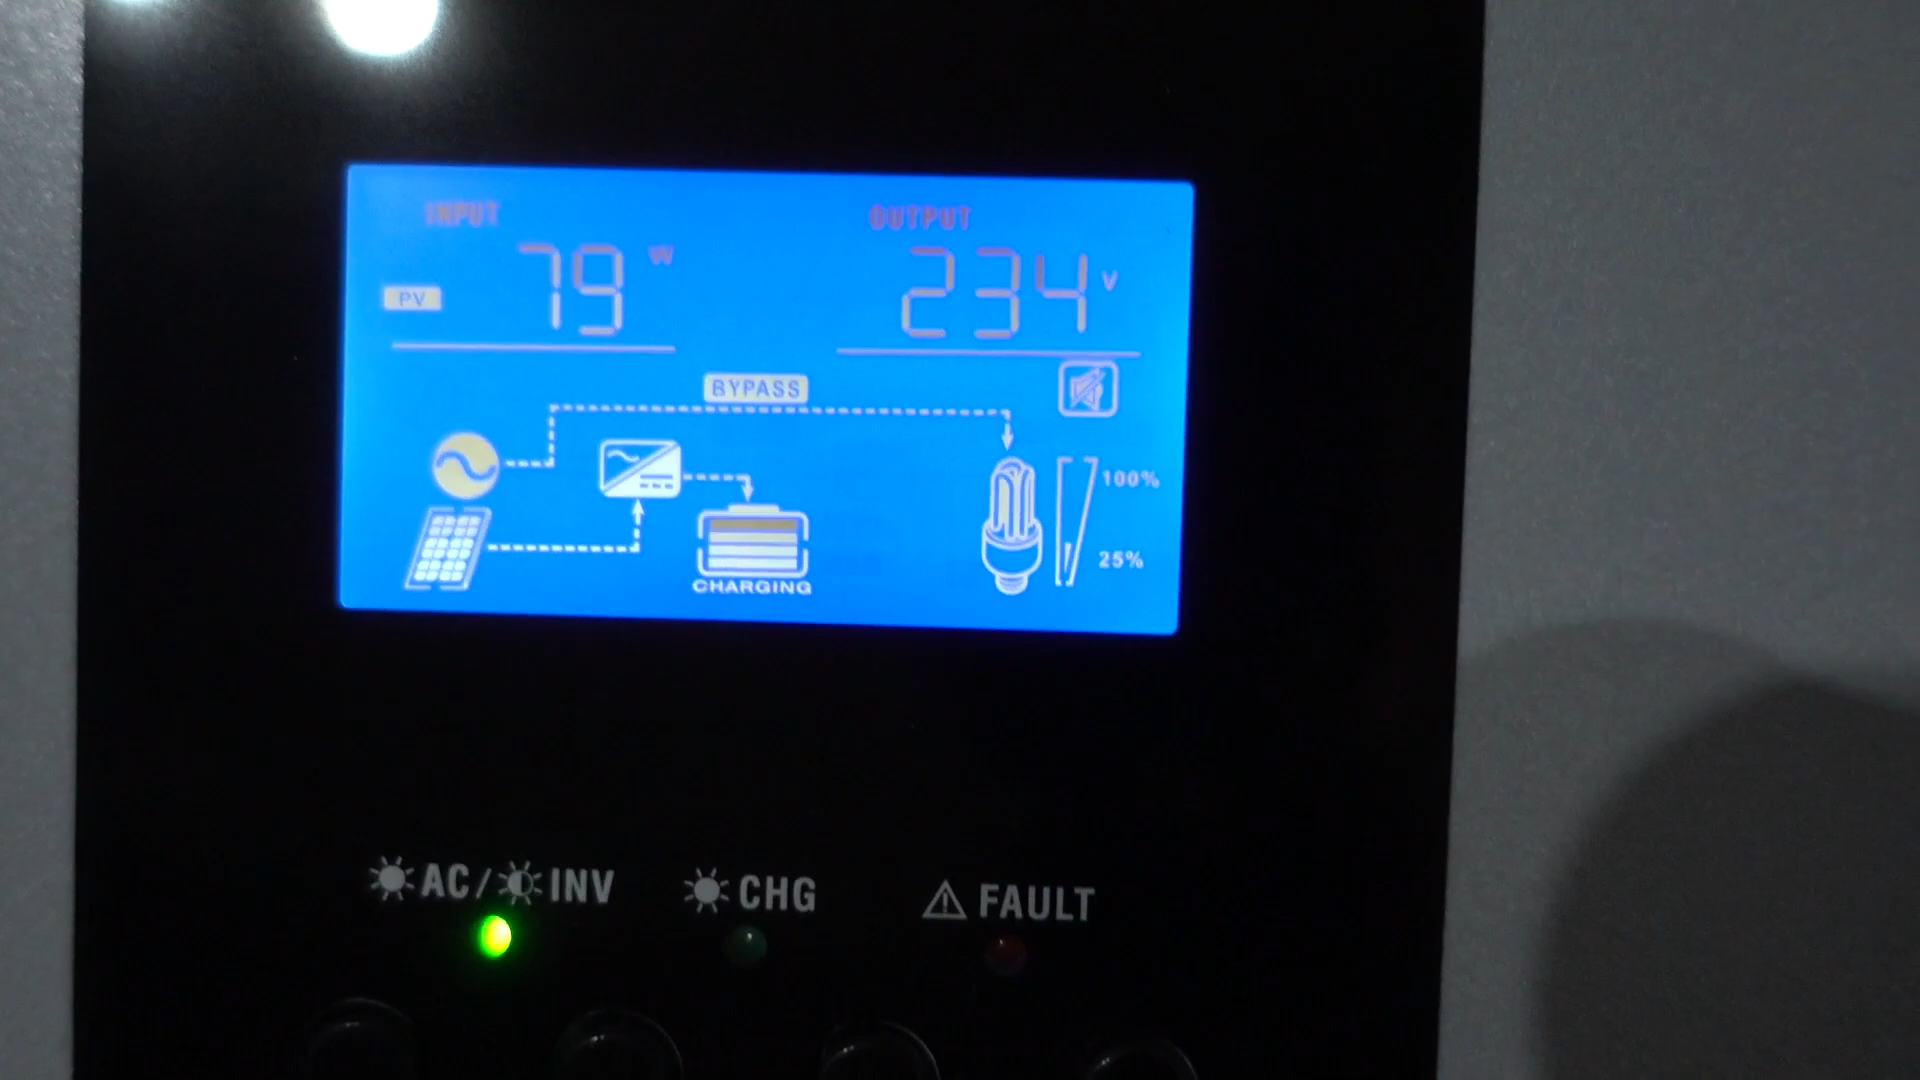 INPUT OUTPUT
PV 79 W 234 V
BYPASS
100%
25%
CHARGING
AC/ INV CHG FAULT